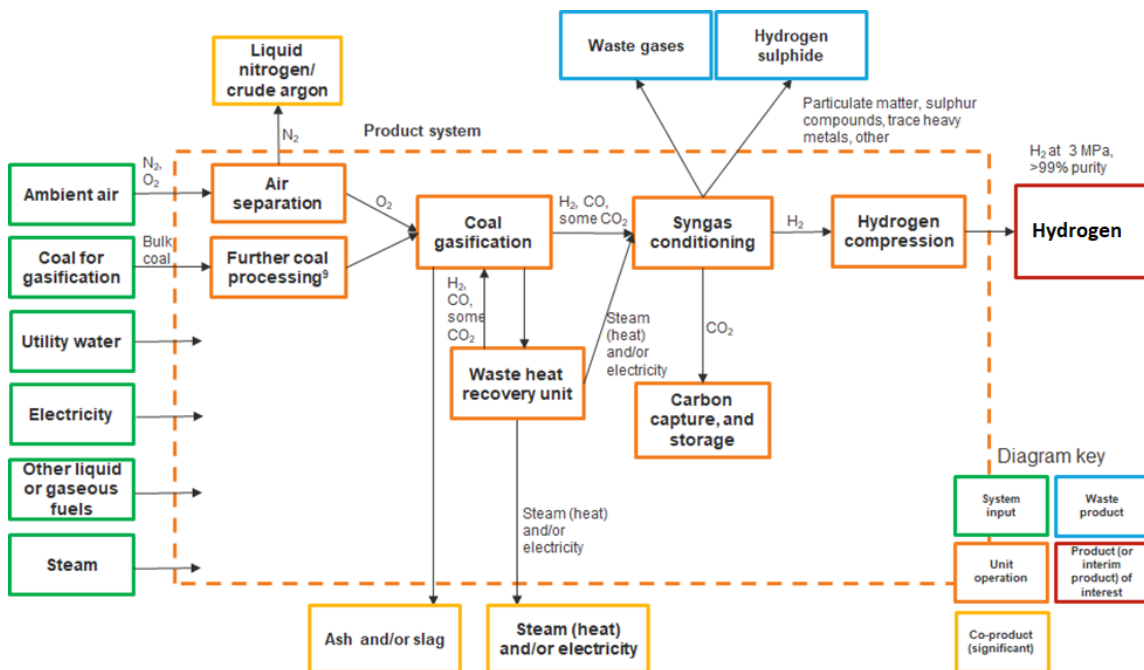 Liquid
nitrogen/
crude argon
Waste gases
Hydrogen
sulphide
N₂
Product system
Particulate matter, sulphur
compounds, trace heavy
metals, other
H₂ at 3 MPa,
>99% purity
Ambient air
N₂,
O₂
Air
separation
O₂
Coal
gasification
H₂, CO,
some CO₂
Syngas
conditioning
H₂
Hydrogen
compression
Hydrogen
Coal for
gasification
Bulk
coal
Further coal
processing⁹
H₂,
CO,
some
CO₂
Steam
(heat)
and/or
electricity
CO₂
Utility water
Waste heat
recovery unit
Carbon
capture, and
storage
Electricity
Other liquid
or gaseous
fuels
Steam (heat)
and/or
electricity
Steam
Ash and/or slag
Steam (heat)
and/or electricity
Diagram key
System
input
Waste
product
Unit
operation
Product (or
interim
product) of
interest
Co-product
(significant)